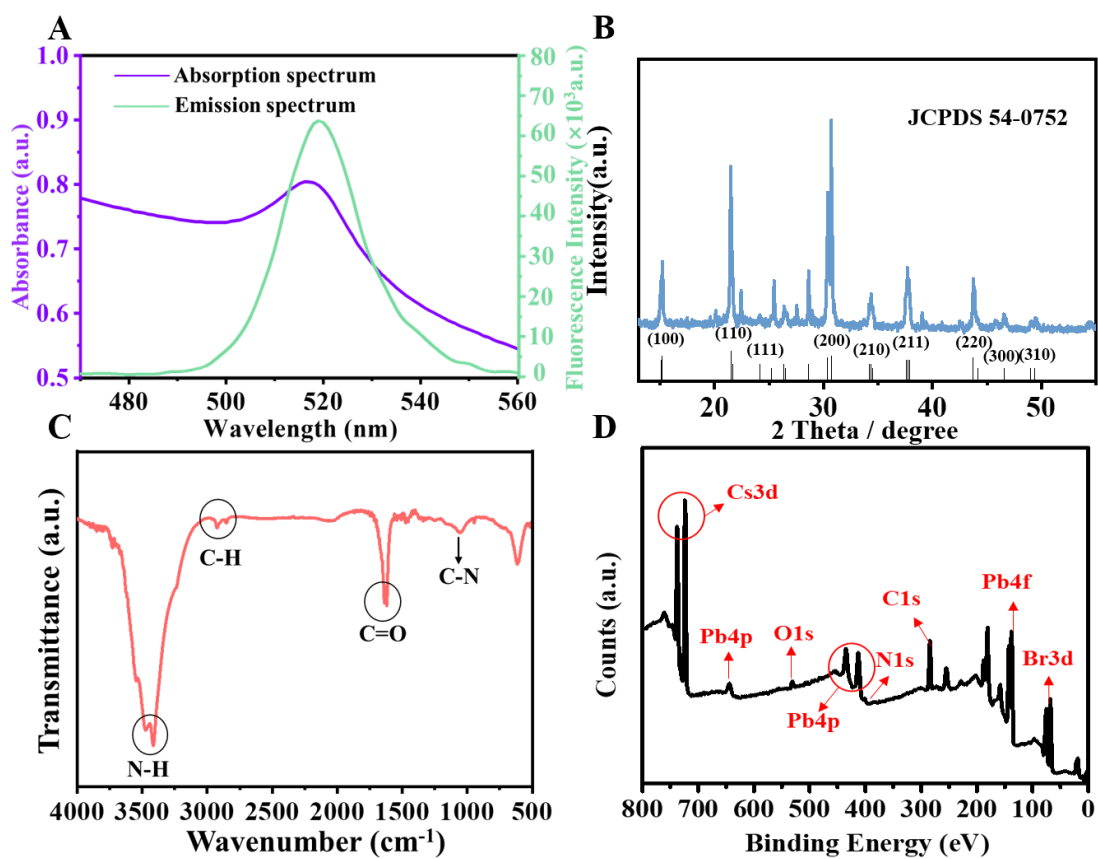 A
1.0
0.9
0.8
0.7
0.6
0.5
Absorbance (a.u.)
Absorption spectrum
Emission spectrum
80
70
60
50
40
30
20
10
0
Fluorescence Intensity (×10³a.u.)
480 500 520 540 560
Wavelength (nm)
B
Intensity(a.u.)
JCPDS 54-0752
(100)
(110)
(111)
(200)
(210)
(211)
(220)
(300)
(310)
20 30 40 50
2 Theta / degree
C
Transmittance (a.u.)
C-H
C-N
C=O
N-H
4000 3500 3000 2500 2000 1500 1000 500
Wavenumber (cm⁻¹)
D
Counts (a.u.)
Cs3d
Pb4p
O1s
Pb4p
N1s
C1s
Pb4f
Br3d
800 700 600 500 400 300 200 100 0
Binding Energy (eV)